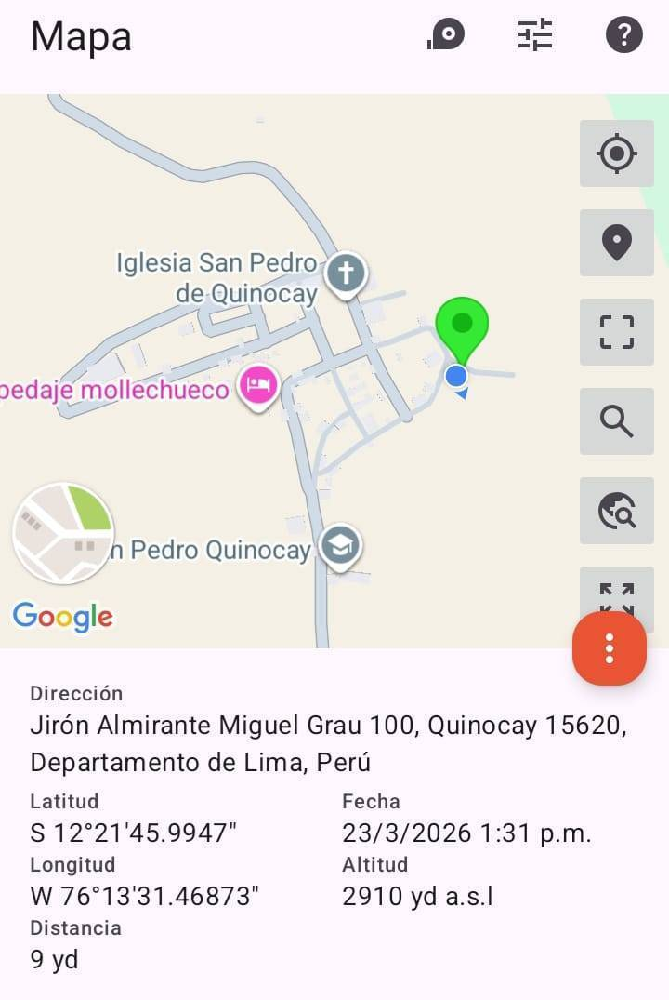 Mapa
Iglesia San Pedro
de Quinocay
pedaje mollechueco
n Pedro Quinocay
Google
Dirección
Jirón Almirante Miguel Grau 100, Quinocay 15620,
Departamento de Lima, Perú
Latitud
S 12°21'45.9947"
Fecha
23/3/2026 1:31 p.m.
Longitud
W 76°13'31.46873"
Altitud
2910 yd a.s.l
Distancia
9 yd